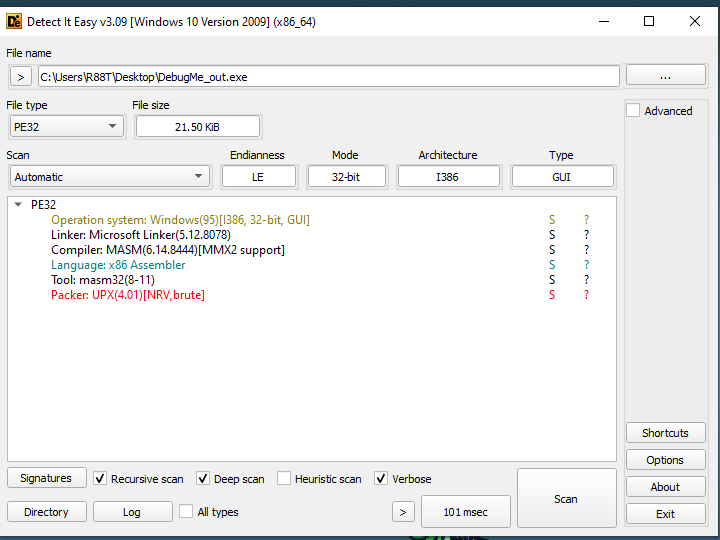 Detect It Easy v3.09 [Windows 10 Version 2009] (x86_64)
File name
> C:\Users\R88T\Desktop\DebugMe_out.exe ...
File type File size
PE32 21.50 KiB
Advanced
Scan Endianness Mode Architecture Type
Automatic LE 32-bit I386 GUI
PE32
Operation system: Windows(95)[I386, 32-bit, GUI] S ?
Linker: Microsoft Linker(5.12.8078) S ?
Compiler: MASM(6.14.8444)[MMX2 support] S ?
Language: x86 Assembler S ?
Tool: masm32(8-11) S ?
Packer: UPX(4.01)[NRV,brute] S ?
Shortcuts
Options
About
Exit
Signatures Recursive scan Deep scan Heuristic scan Verbose
Directory Log All types > 101 msec Scan